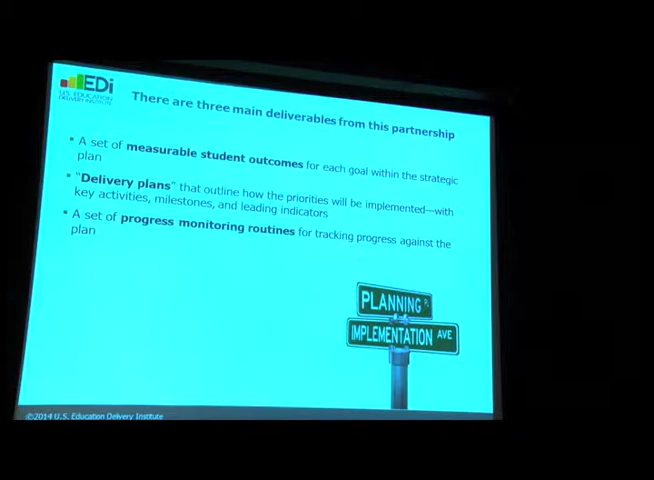 EDi
U.S. EDUCATION
DELIVERY INSTITUTE
There are three main deliverables from this partnership
▪ A set of measurable student outcomes for each goal within the strategic
plan
▪ “Delivery plans” that outline how the priorities will be implemented—with
key activities, milestones, and leading indicators
▪ A set of progress monitoring routines for tracking progress against the
plan
PLANNING PL
IMPLEMENTATION AVE
©2014 U.S. Education Delivery Institute